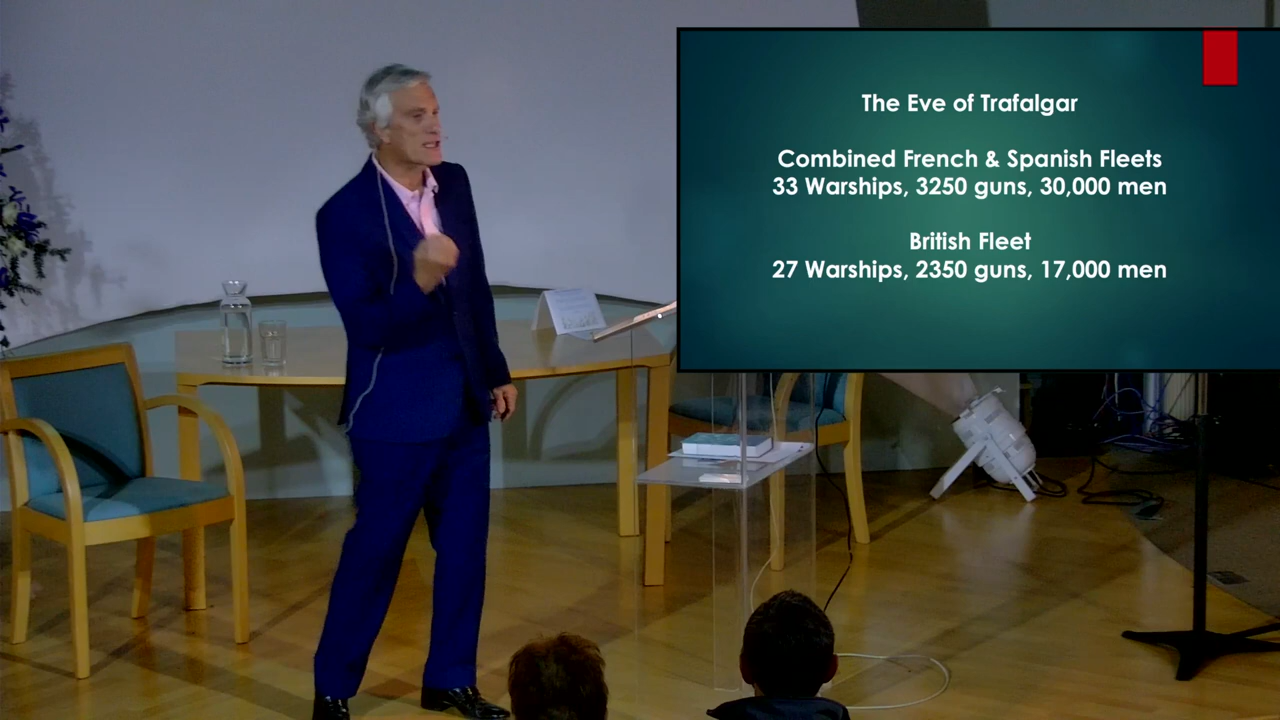 The Eve of Trafalgar
Combined French & Spanish Fleets
33 Warships, 3250 guns, 30,000 men
British Fleet
27 Warships, 2350 guns, 17,000 men